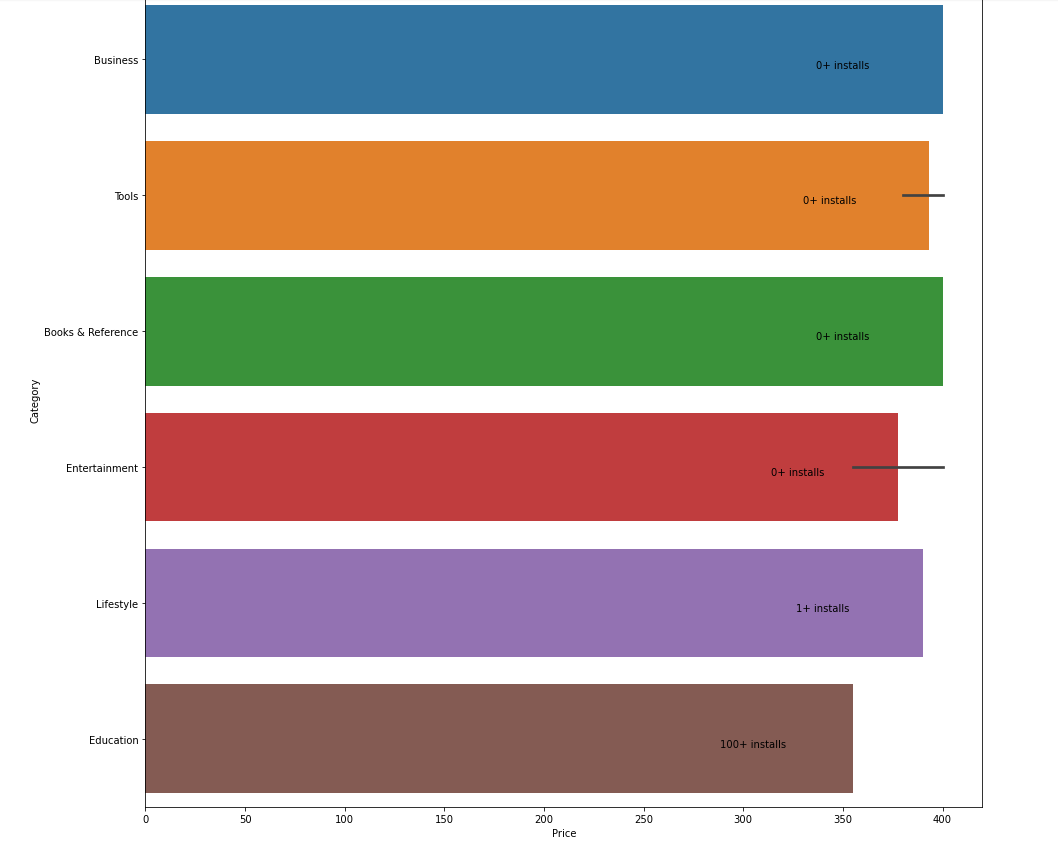 Business
0+ installs
Tools
0+ installs
Books & Reference
0+ installs
Category
Entertainment
0+ installs
Lifestyle
1+ installs
Education
100+ installs
0 50 100 150 200 250 300 350 400
Price